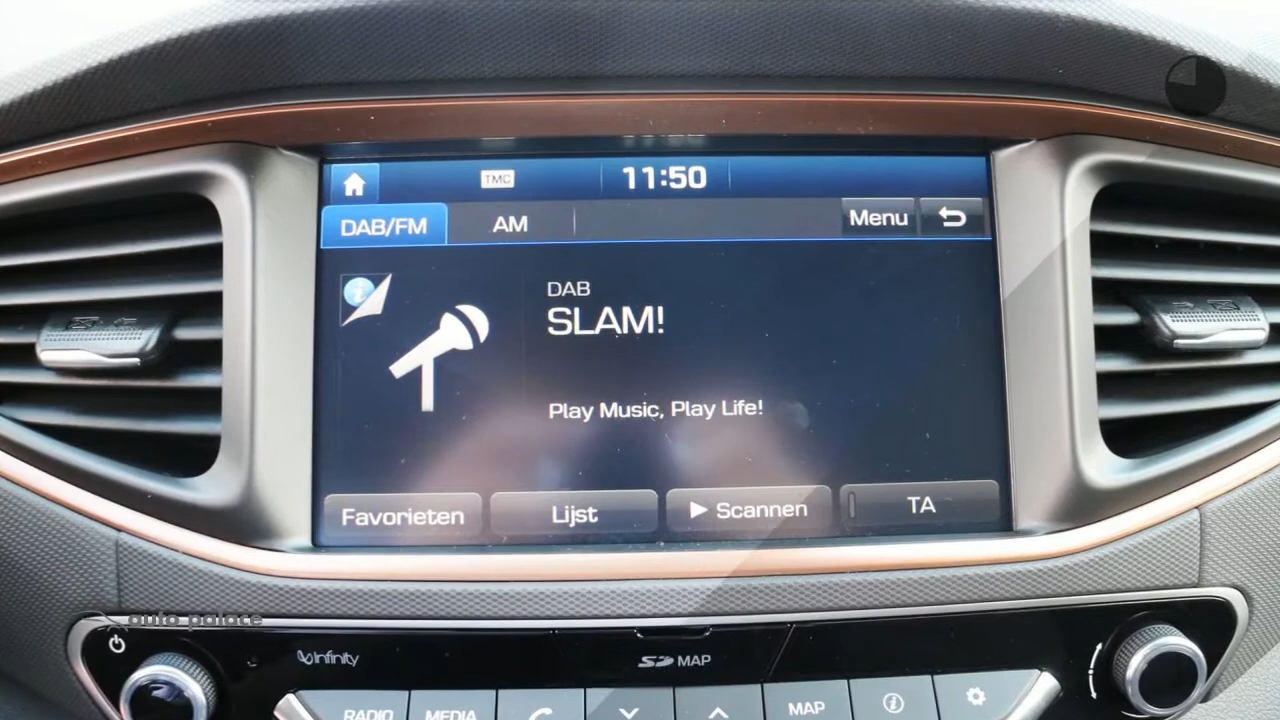 TMC
11:50
DAB/FM
AM
Menu
DAB
SLAM!
Play Music, Play Life!
Favorieten
Lijst
Scannen
TA
auto palace
Infinity
SD MAP
RADIO
MEDIA
MAP